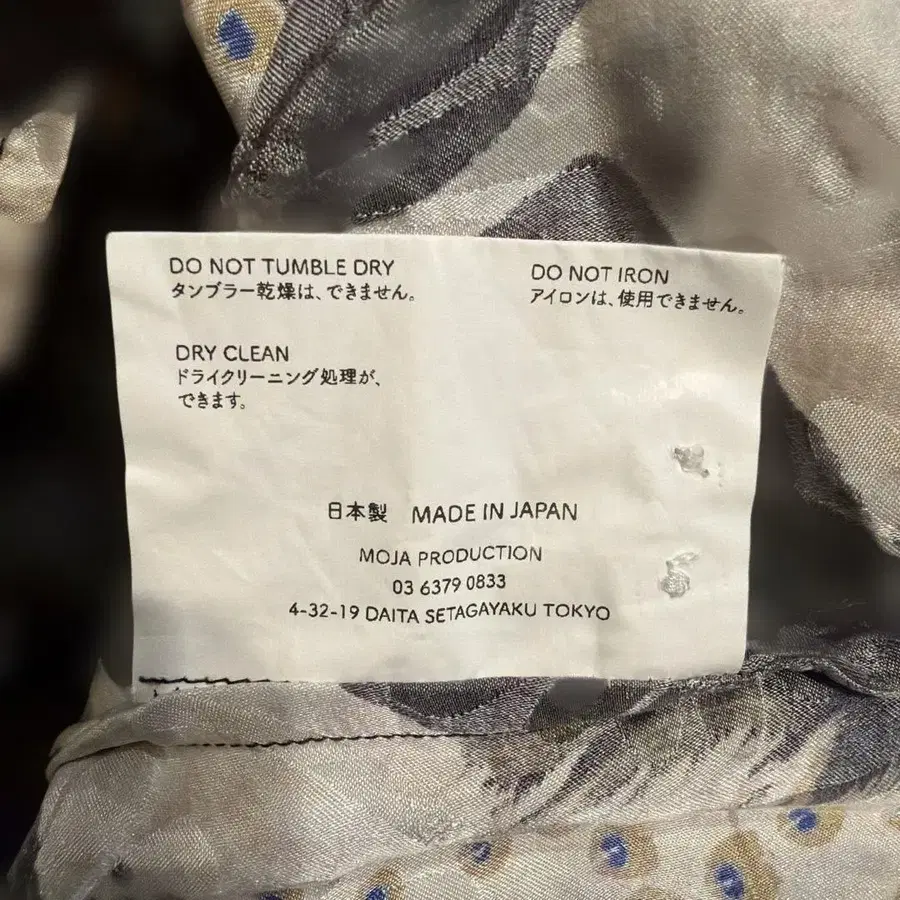 DO NOT TUMBLE DRY
タンブラー乾燥は、できません。
DO NOT IRON
アイロンは、使用できません。
DRY CLEAN
ドライクリーニング処理が、
できます。
日本製 MADE IN JAPAN
MOJA PRODUCTION
03 6379 0833
4-32-19 DAITA SETAGAYAKU TOKYO